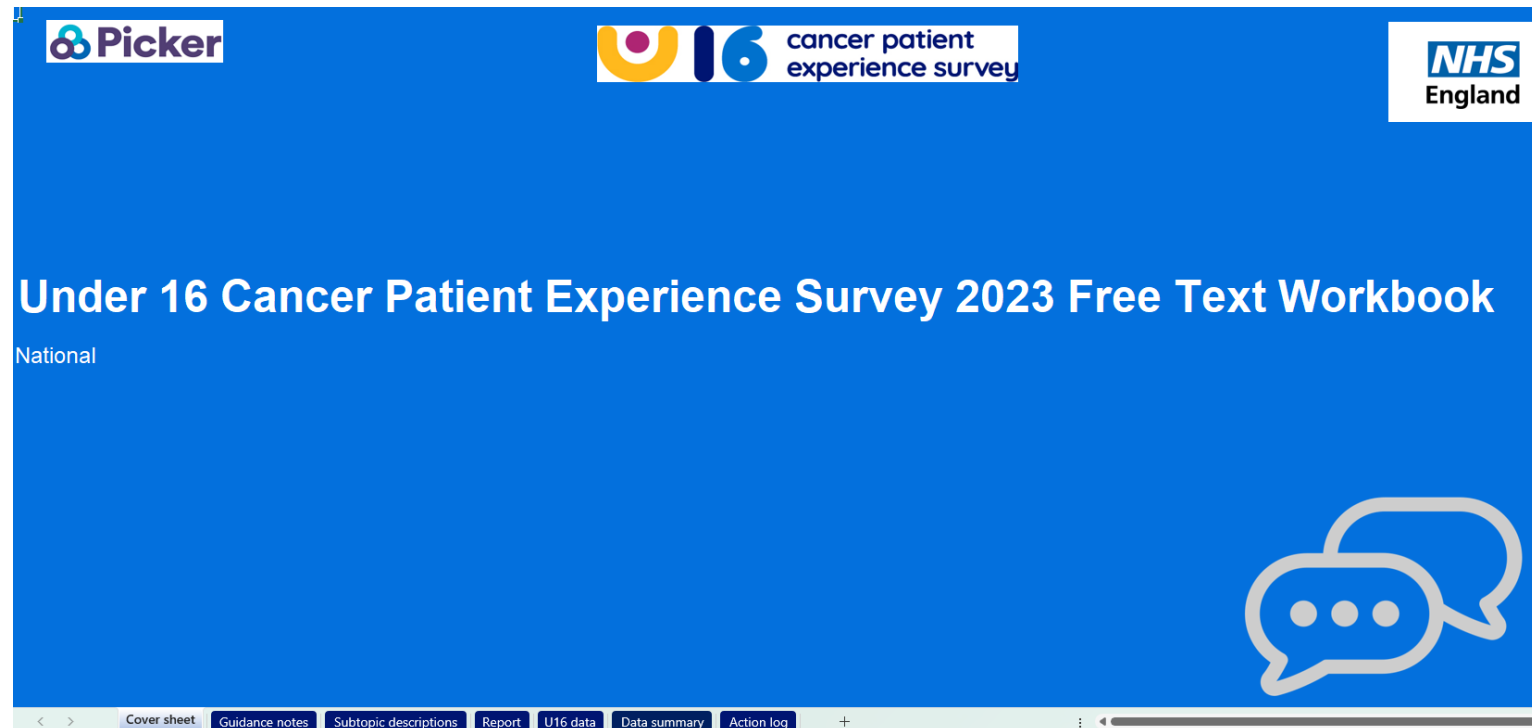 Picker
U16 cancer patient
experience survey
NHS
England
Under 16 Cancer Patient Experience Survey 2023 Free Text Workbook
National
Cover sheet Guidance notes Subtopic descriptions Report U16 data Data summary Action log